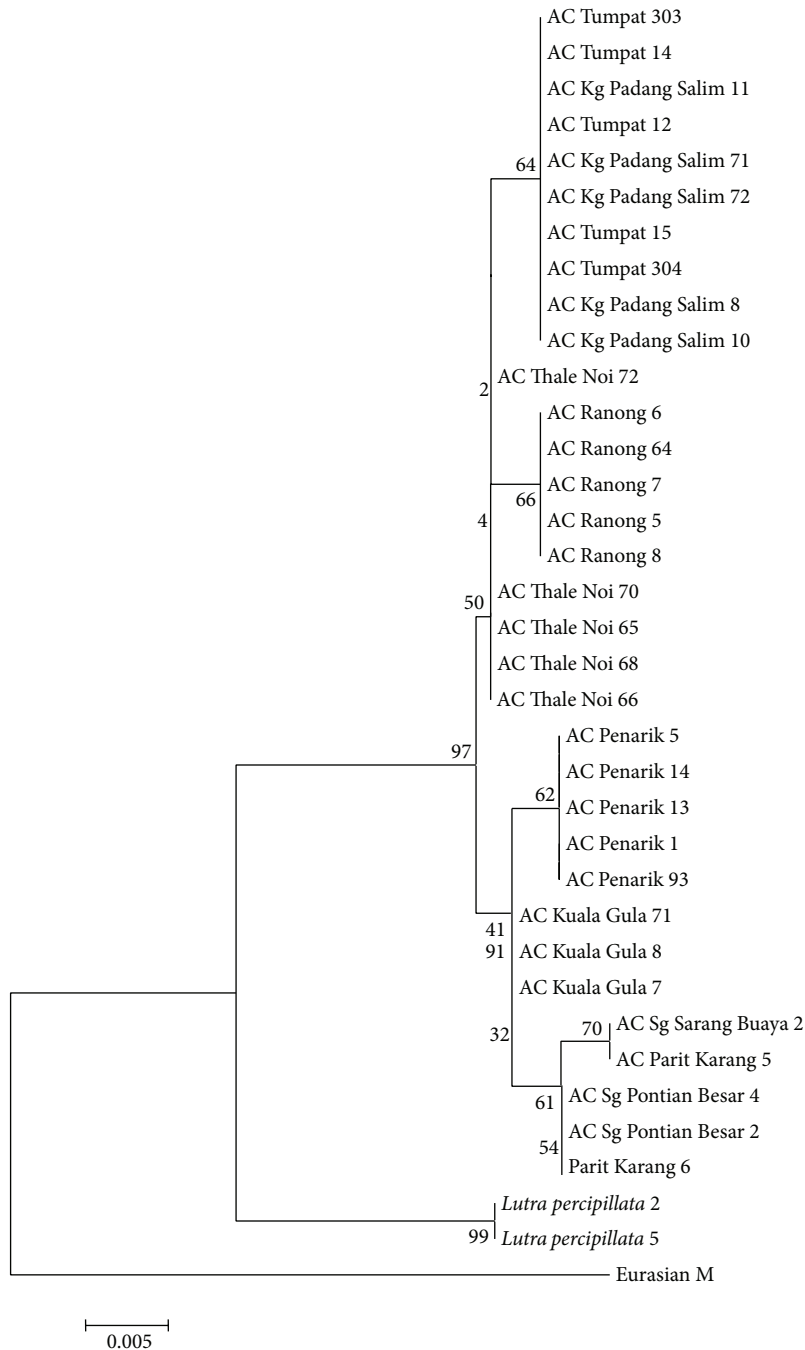 AC Tumpat 303
AC Tumpat 14
AC Kg Padang Salim 11
AC Tumpat 12
64
AC Kg Padang Salim 71
AC Kg Padang Salim 72
AC Tumpat 15
AC Tumpat 304
AC Kg Padang Salim 8
AC Kg Padang Salim 10
AC Thale Noi 72
2
AC Ranong 6
AC Ranong 64
AC Ranong 7
66
AC Ranong 5
4
AC Ranong 8
AC Thale Noi 70
50
AC Thale Noi 65
AC Thale Noi 68
AC Thale Noi 66
AC Penarik 5
97
AC Penarik 14
62
AC Penarik 13
AC Penarik 1
AC Penarik 93
AC Kuala Gula 71
41
91
AC Kuala Gula 8
AC Kuala Gula 7
AC Sg Sarang Buaya 2
70
32
AC Parit Karang 5
AC Sg Pontian Besar 4
61
AC Sg Pontian Besar 2
54
Parit Karang 6
Lutra percipillata 2
99
Lutra percipillata 5
Eurasian M
0.005